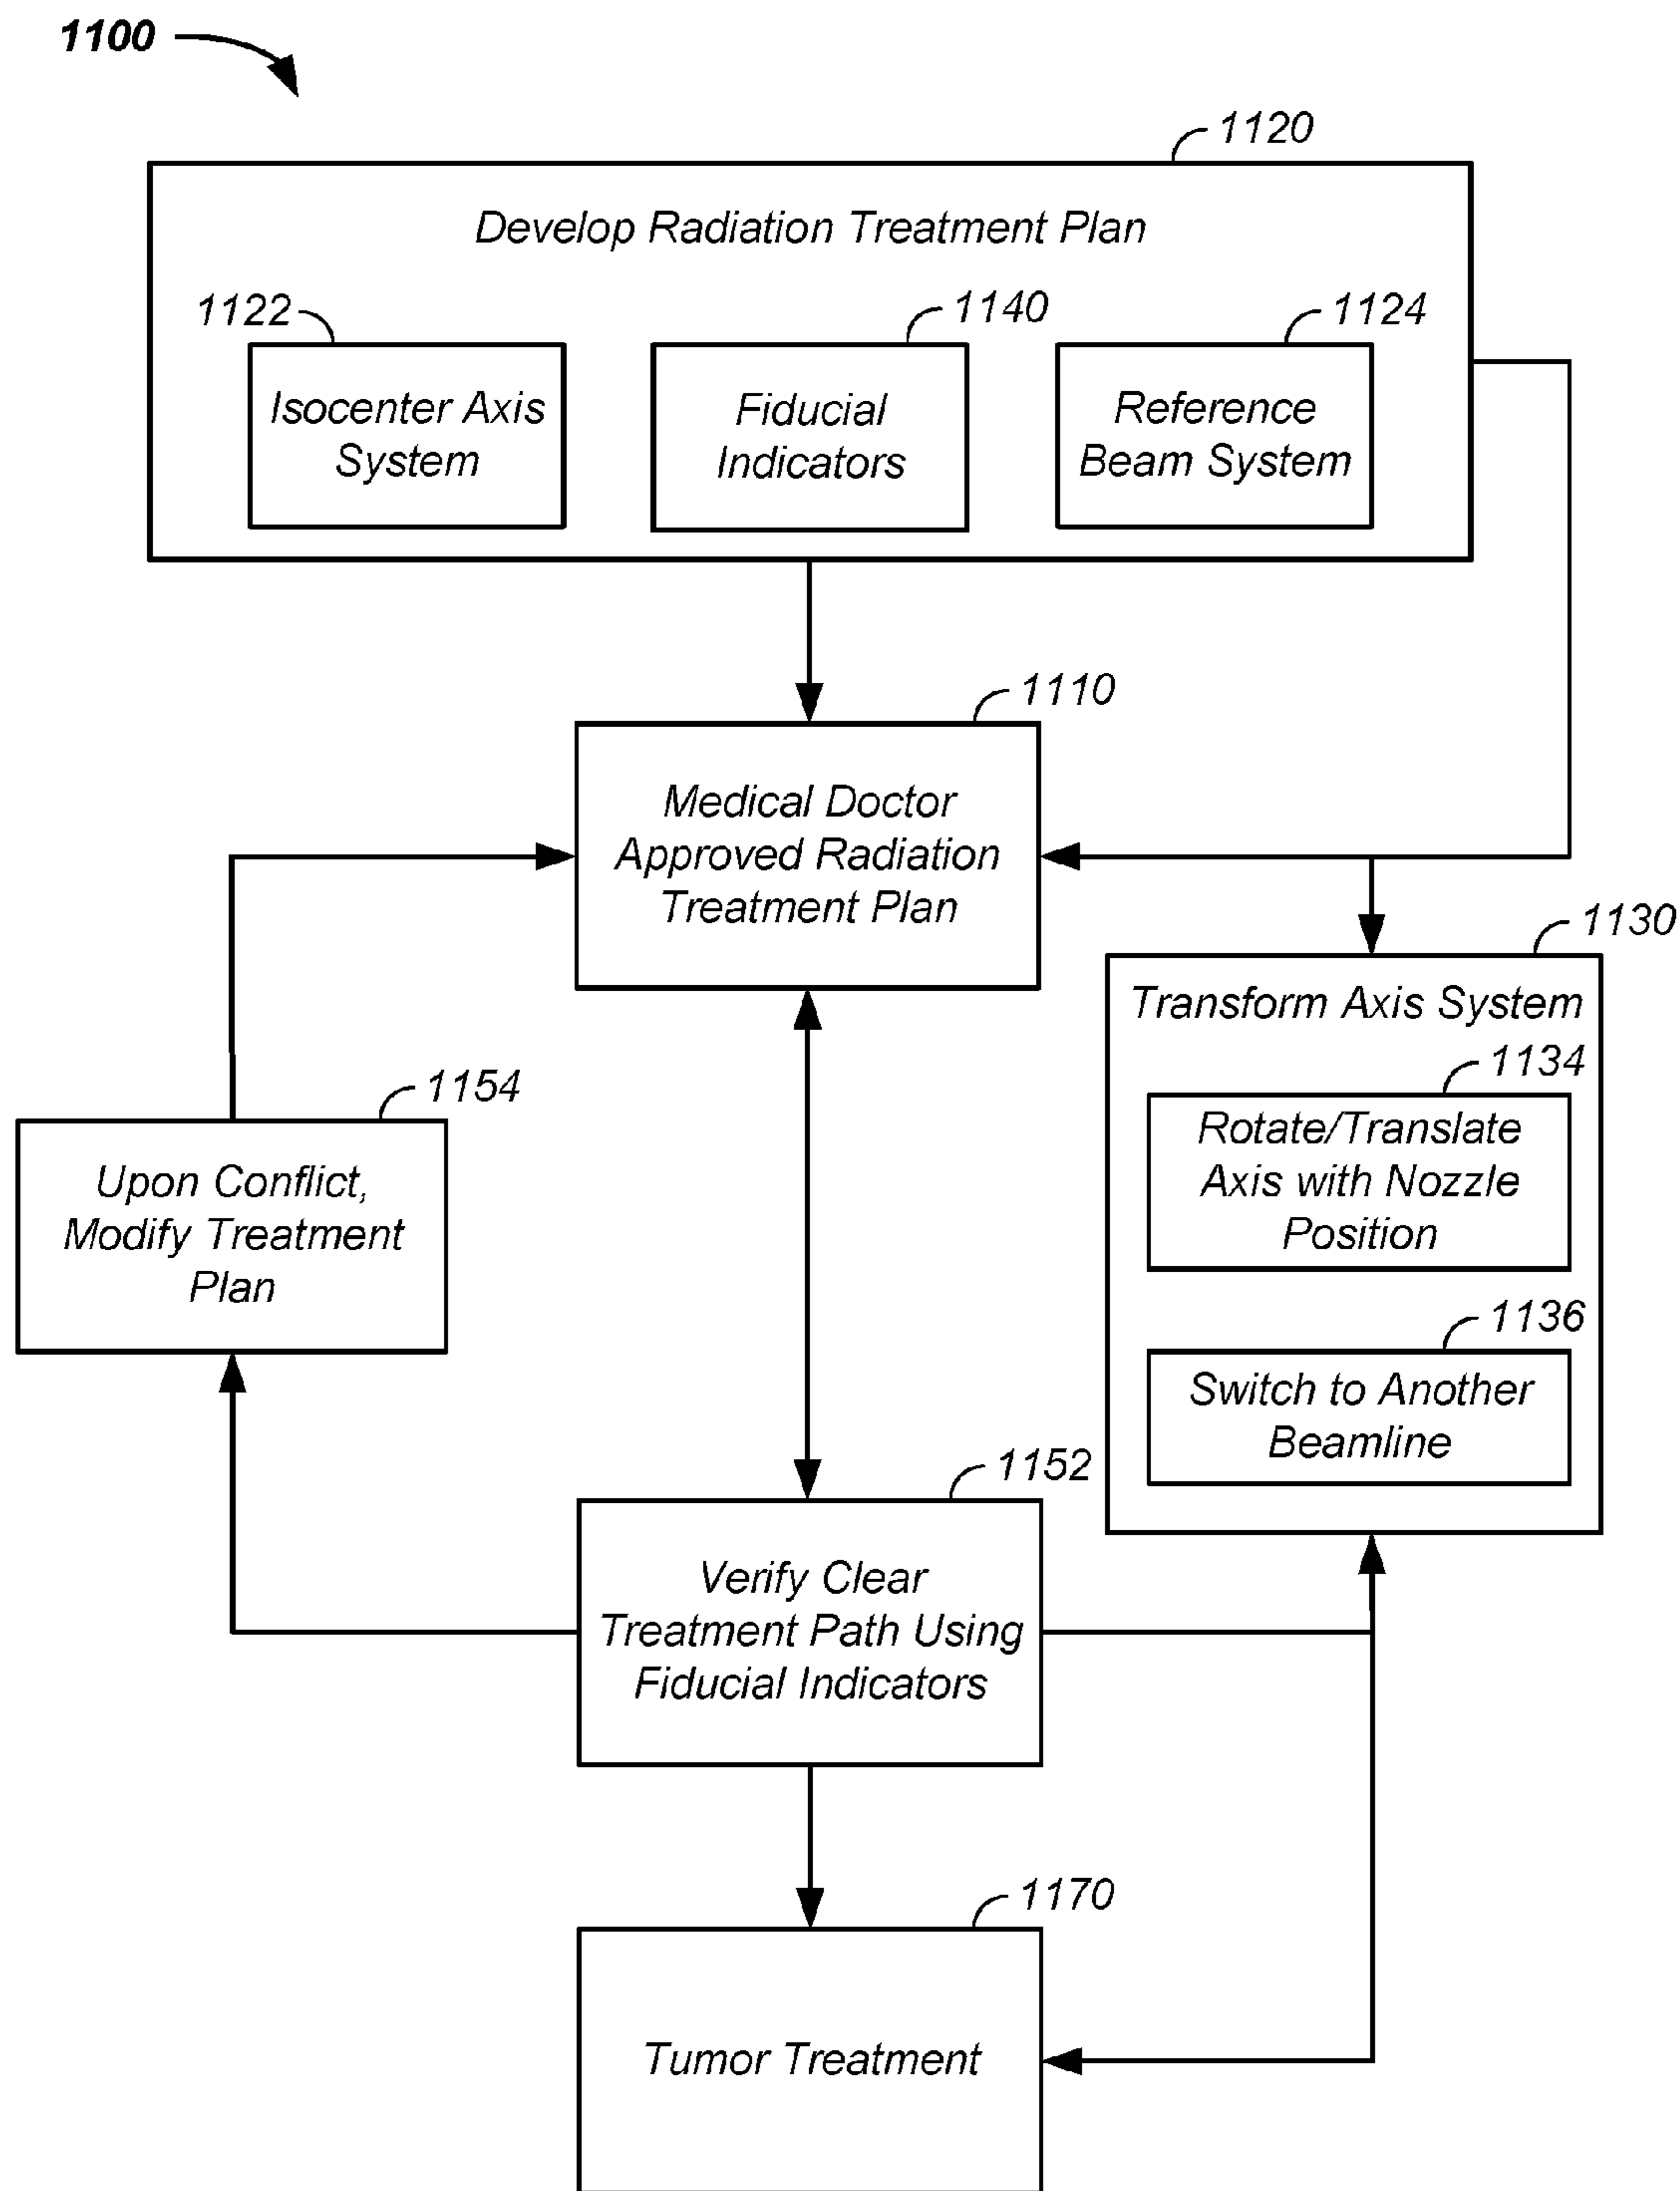 1100
1120
Develop Radiation Treatment Plan
1122
1140
1124
Isocenter Axis
System
Fiducial
Indicators
Reference
Beam System
1110
Medical Doctor
Approved Radiation
Treatment Plan
1130
Transform Axis System
1134
Rotate/Translate
Axis with Nozzle
Position
1154
Upon Conflict,
Modify Treatment
Plan
1136
Switch to Another
Beamline
1152
Verify Clear
Treatment Path Using
Fiducial Indicators
1170
Tumor Treatment